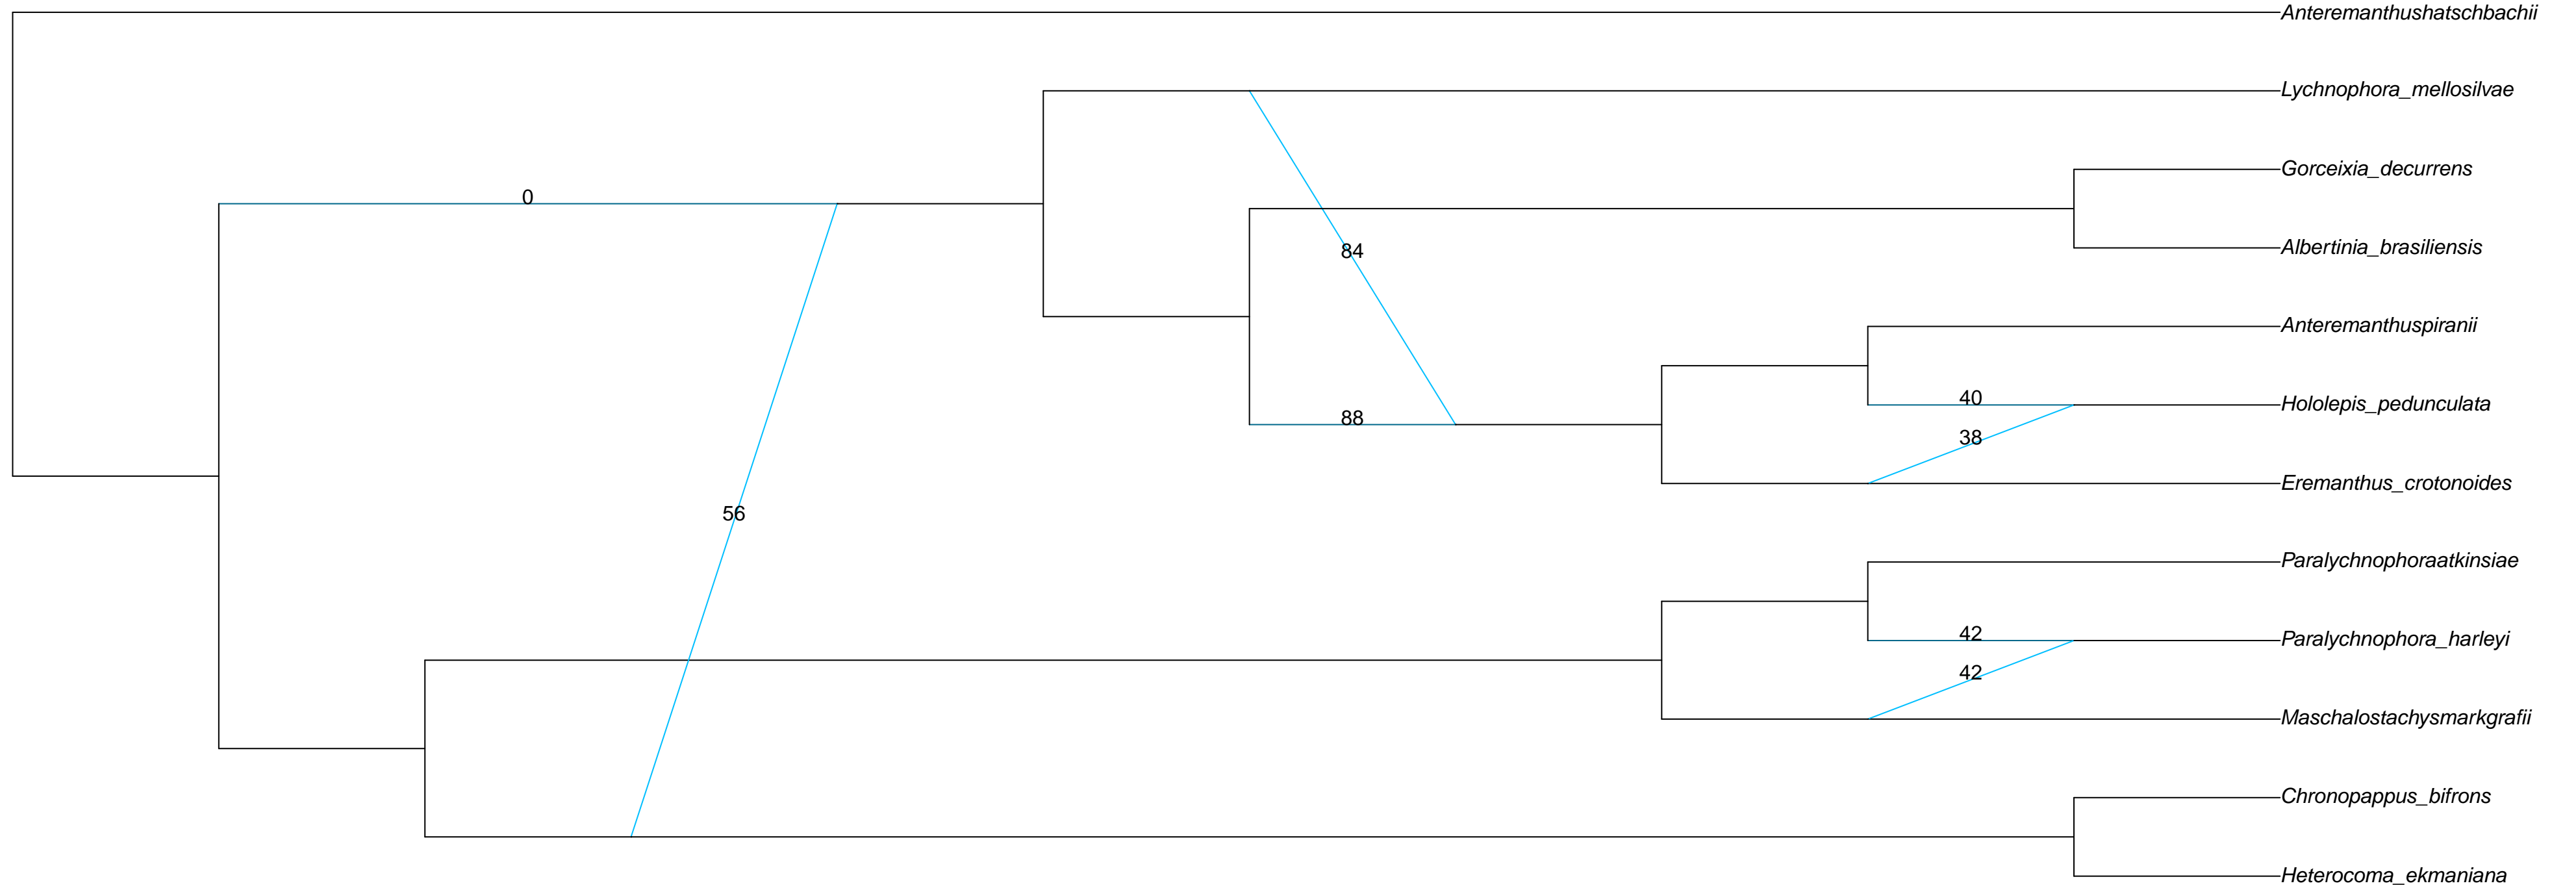 Anteremanthushatschbachii
Lychnophora_mellosilvae
Gorceixia_decurrens
0
Albertinia_brasiliensis
84
Anteremanthuspiranii
40
Hololepis_pedunculata
88
38
Eremanthus_crotonoides
56
Paralychnophoraatkinsiae
42
Paralychnophora_harleyi
42
Maschalostachysmarkgrafii
Chronopappus_bifrons
Heterocoma_ekmaniana